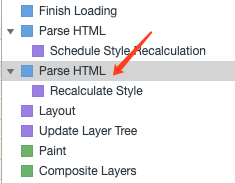 Finish Loading
Parse HTML
Schedule Style Recalculation
Parse HTML
Recalculate Style
Layout
Update Layer Tree
Paint
Composite Layers